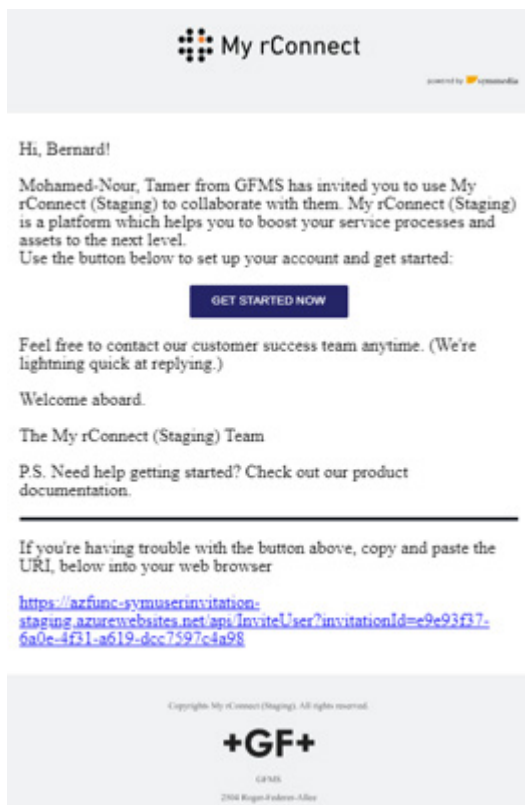 My rConnect
powered by symmedia
Hi, Bernard!
Mohamed-Nour, Tamer from GFMS has invited you to use My
rConnect (Staging) to collaborate with them. My rConnect (Staging)
is a platform which helps you to boost your service processes and
assets to the next level.
Use the button below to set up your account and get started:
GET STARTED NOW
Feel free to contact our customer success team anytime. (We're
lightning quick at replying.)
Welcome aboard.
The My rConnect (Staging) Team
P.S. Need help getting started? Check out our product
documentation.
If you're having trouble with the button above, copy and paste the
URI, below into your web browser
https://azfunc-symuserinvitation-
staging.azurewebsites.net/api/InviteUser?invitationId=e9e93f37-
6a0e-4f31-a619-dcc7597c4a98
Copyrights My rConnect (Staging). All rights reserved.
+GF+
GFMS
2504 Roger-Federer-Allee